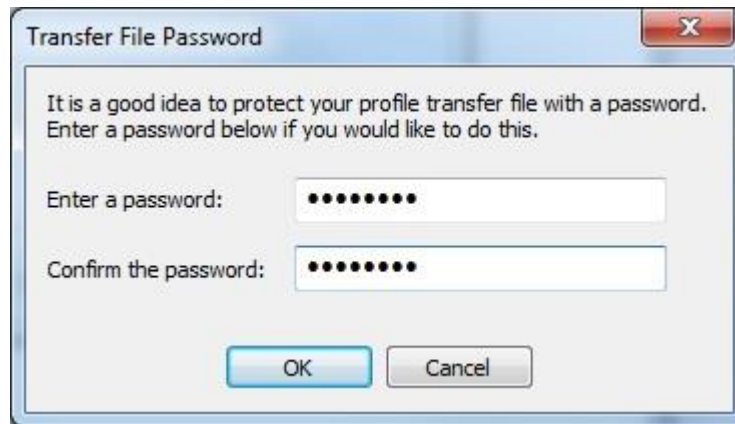 Transfer File Password
It is a good idea to protect your profile transfer file with a password.
Enter a password below if you would like to do this.
Enter a password: ••••••••
Confirm the password: ••••••••
OK Cancel